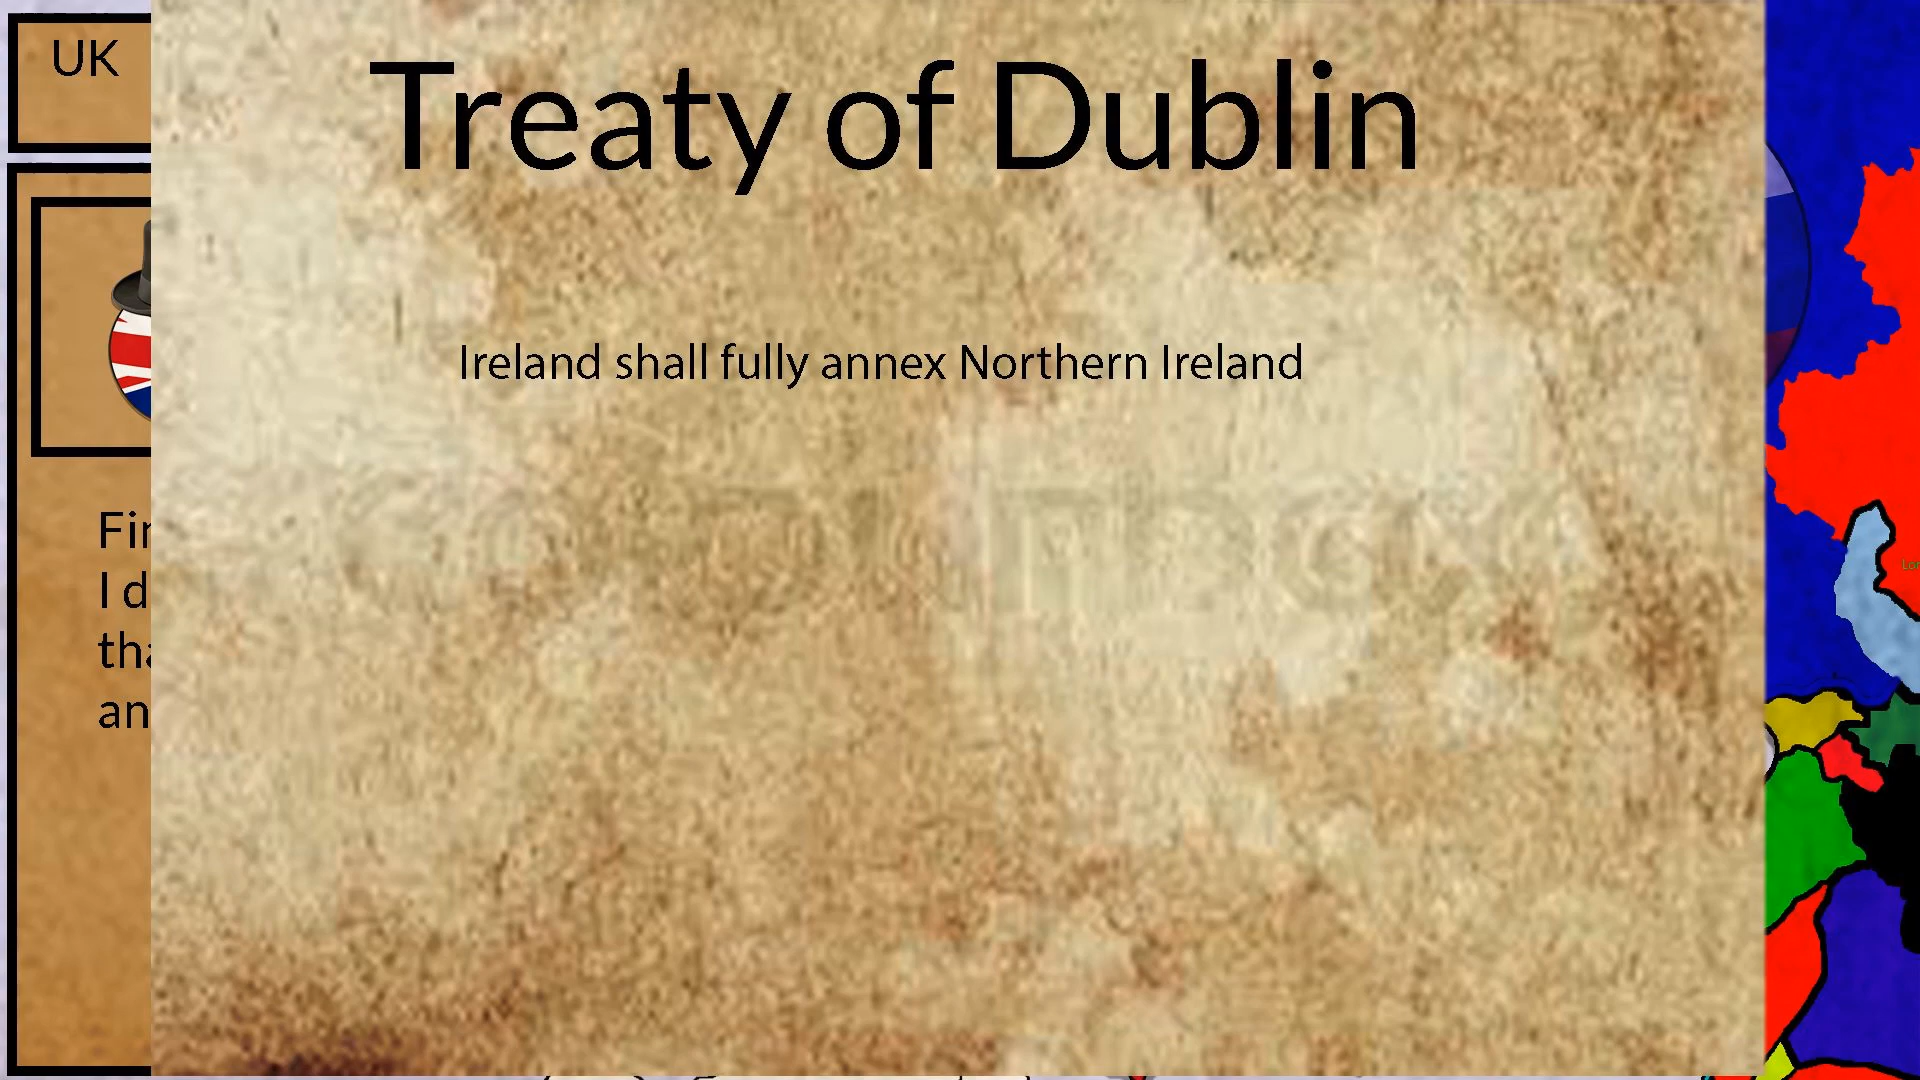 UK
Treaty of Dublin
Ireland shall fully annex Northern Ireland
I